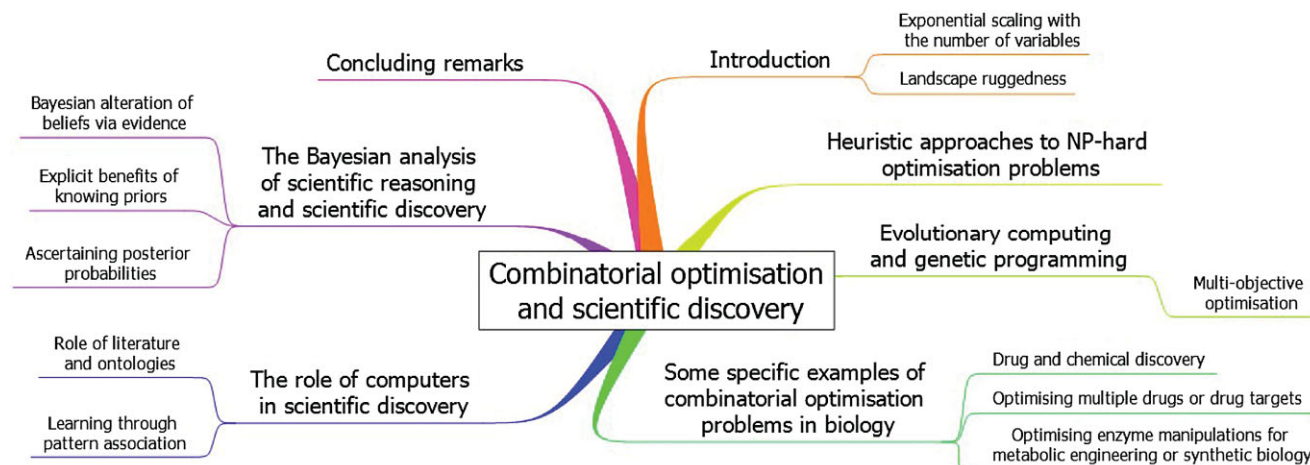 Concluding remarks
Introduction
Exponential scaling with
the number of variables
Landscape ruggedness
Bayesian alteration of
beliefs via evidence
Explicit benefits of
knowing priors
Ascertaining posterior
probabilities
The Bayesian analysis
of scientific reasoning
and scientific discovery
Heuristic approaches to NP-hard
optimisation problems
Evolutionary computing
and genetic programming
Multi-objective
optimisation
Combinatorial optimisation
and scientific discovery
Role of literature
and ontologies
Learning through
pattern association
The role of computers
in scientific discovery
Some specific examples of
combinatorial optimisation
problems in biology
Drug and chemical discovery
Optimising multiple drugs or drug targets
Optimising enzyme manipulations for
metabolic engineering or synthetic biology